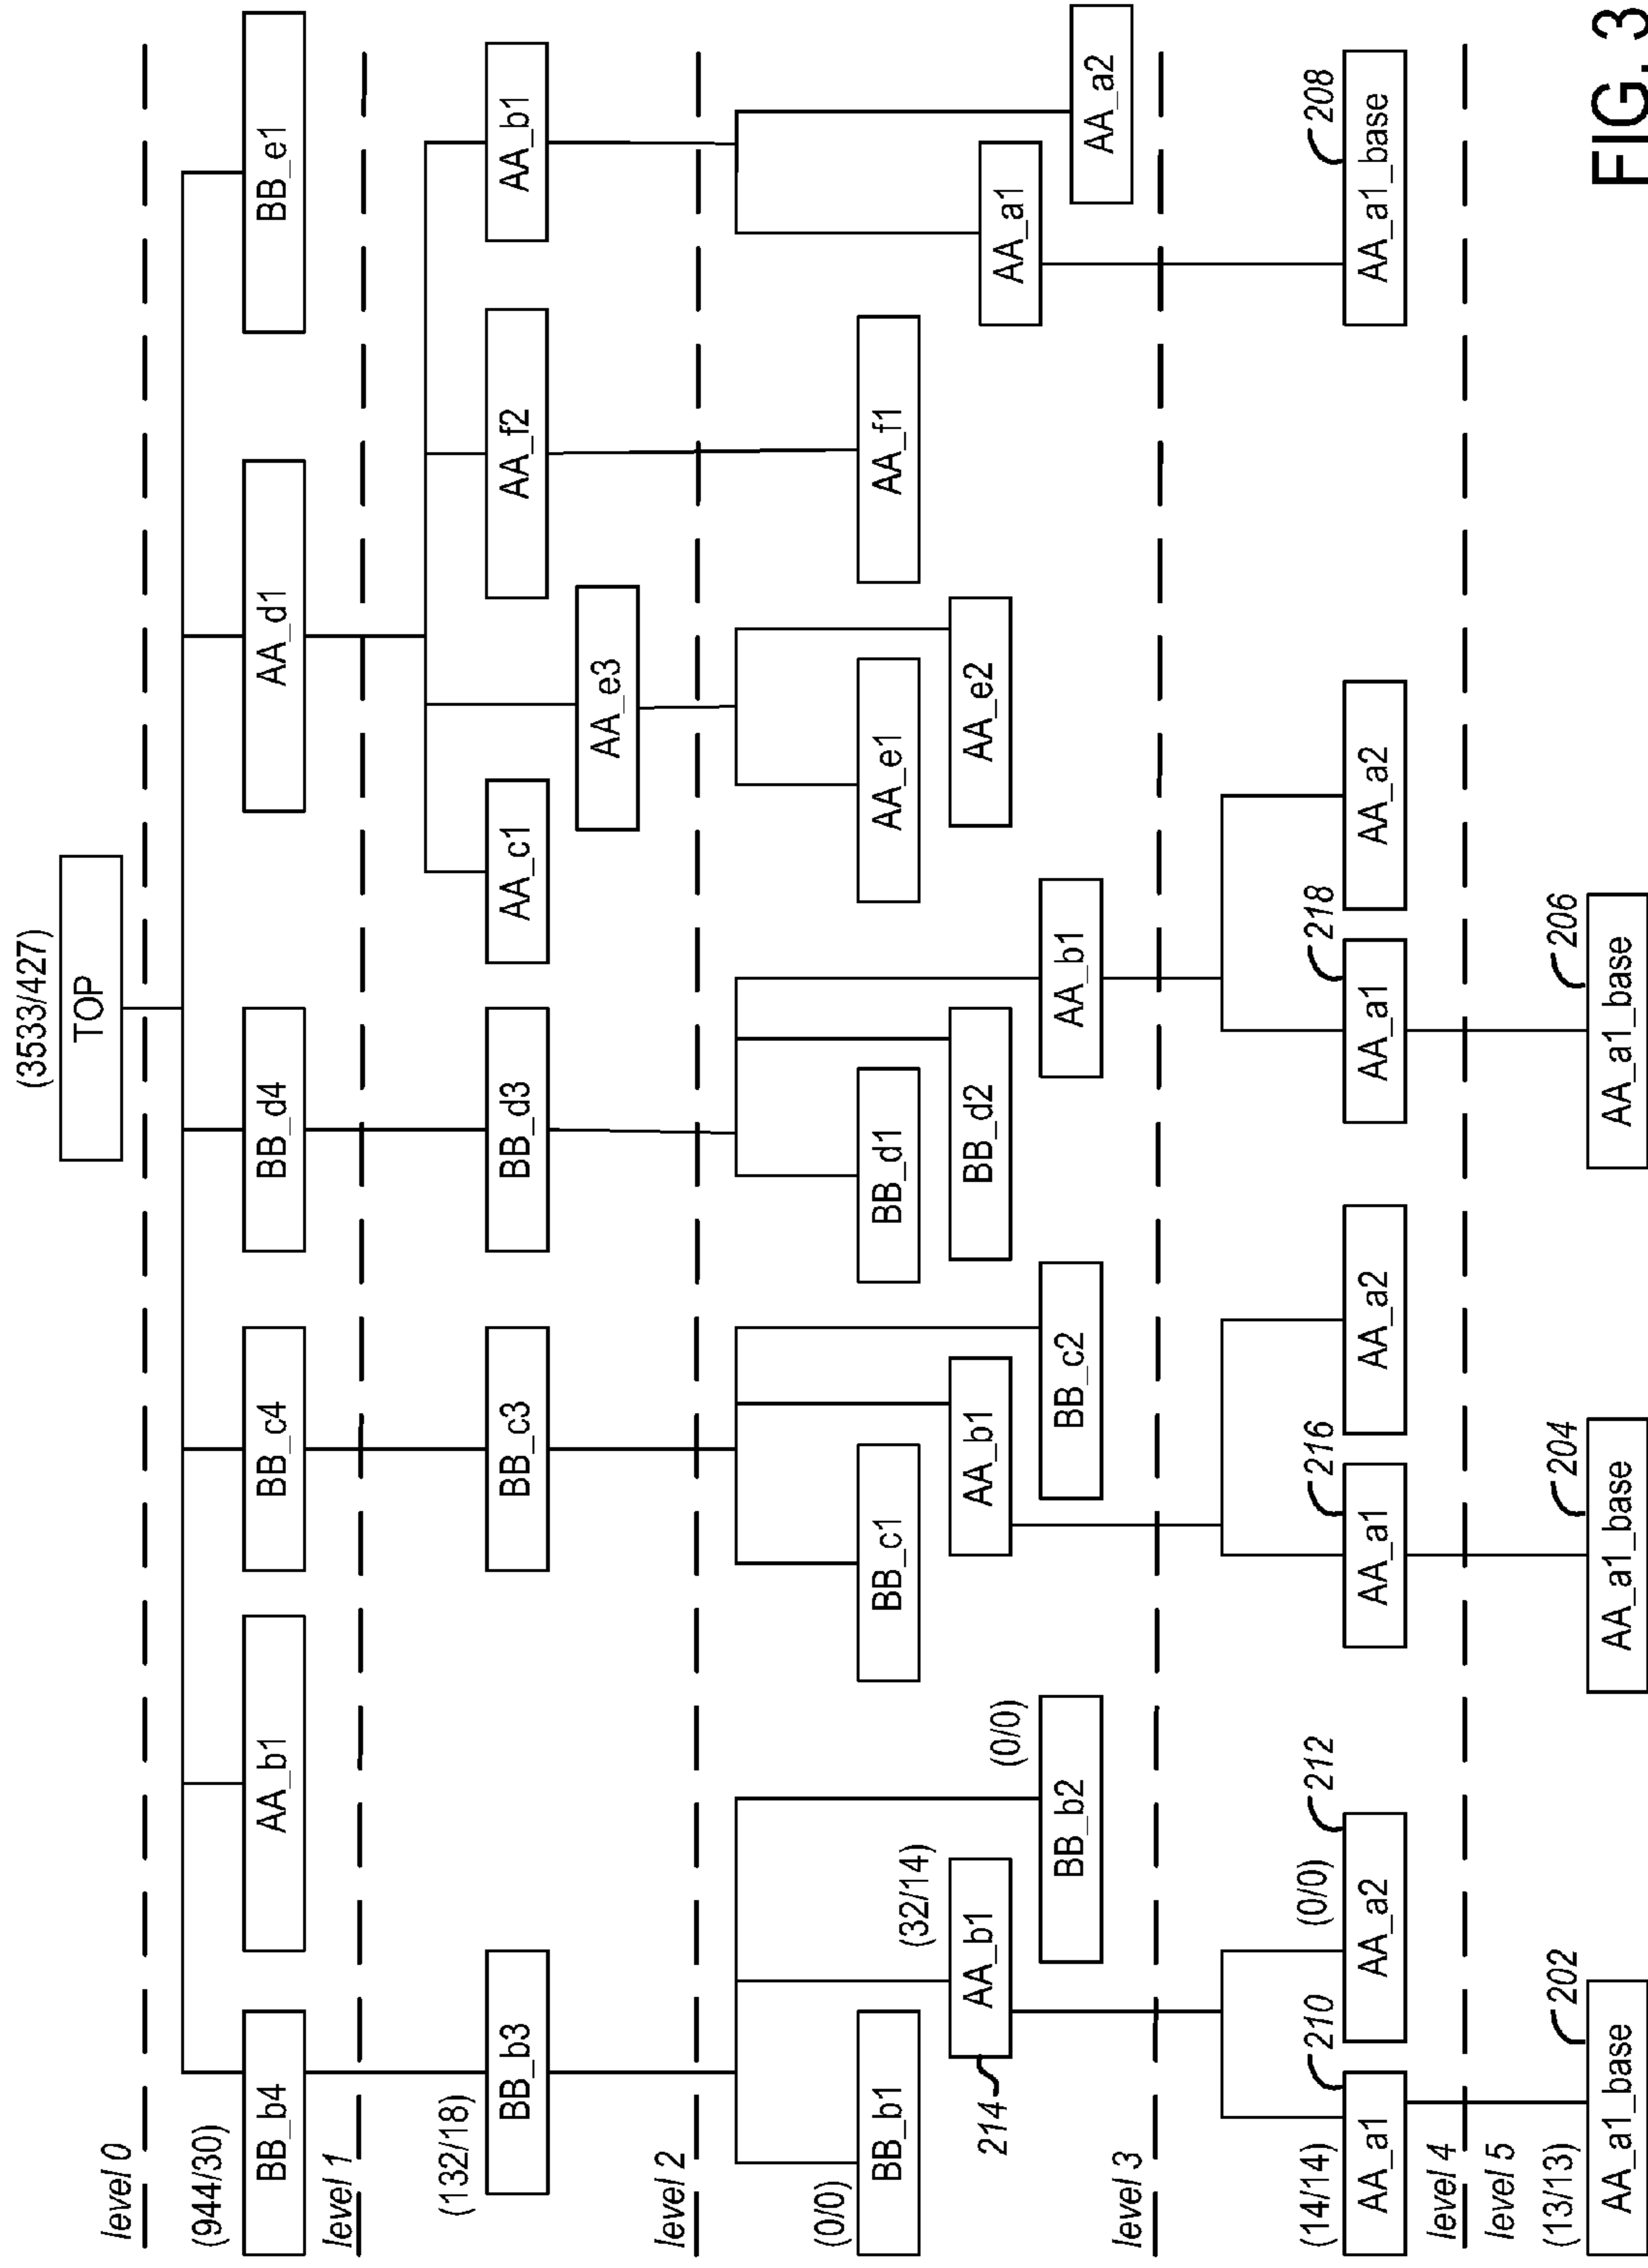 (3533/427)
TOP
level 0
(944/30)
BB_b4
AA_b1
BB_c4
BB_d4
AA_d1
BB_e1
level 1
(132/18)
BB_b3
BB_c3
BB_d3
AA_c1
AA_e3
AA_f2
AA_b1
level 2
(0/0)
BB_b1
214
AA_b1
(32/14)
BB_b2
(0/0)
BB_c1
AA_b1
BB_c2
BB_d1
BB_d2
AA_b1
AA_e1
AA_e2
AA_f1
AA_a1
AA_a2
level 3
(14/14)
AA_a1
210
AA_a2
(0/0)
212
AA_a1
216
AA_a2
AA_a1
218
AA_a2
AA_a1_base
208
level 4
level 5
(13/13)
AA_a1_base
202
AA_a1_base
204
AA_a1_base
206
FIG. 3